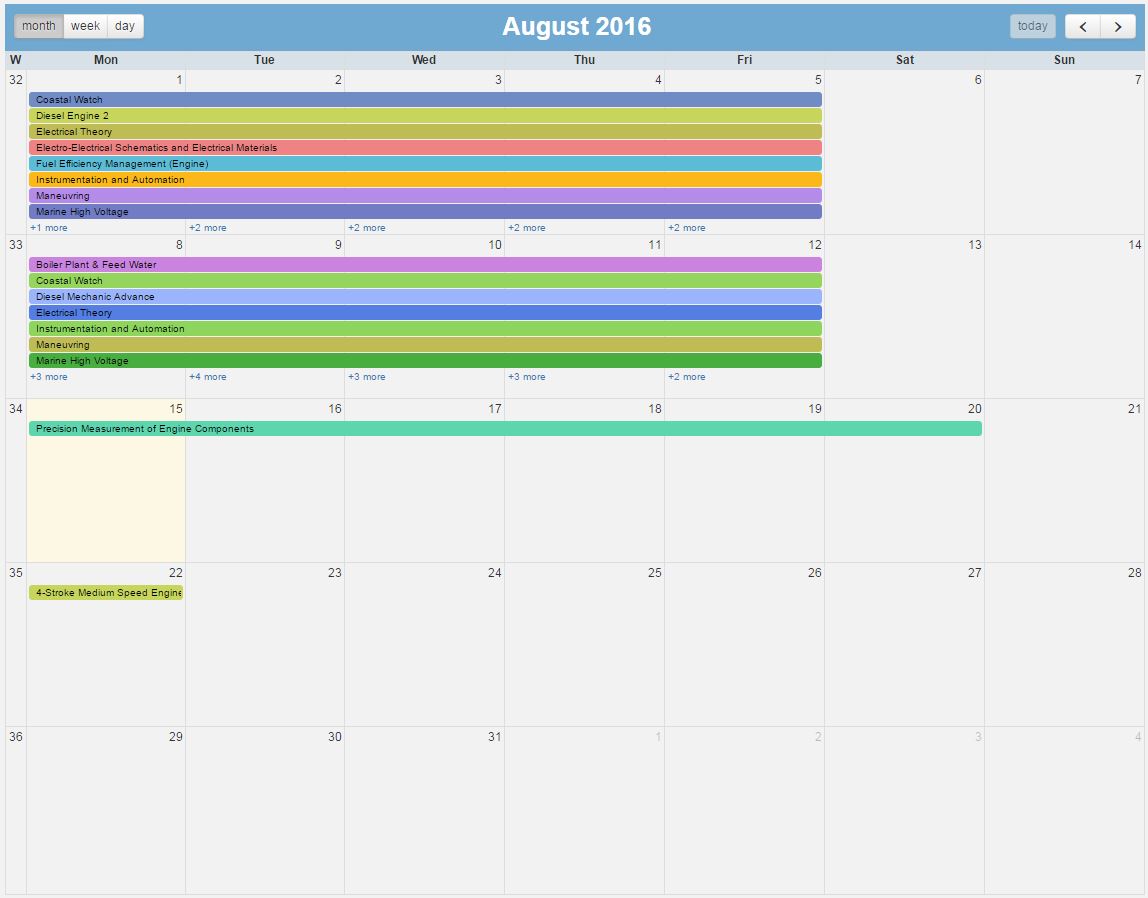 month week day August 2016 today
W Mon Tue Wed Thu Fri Sat Sun
32 1 2 3 4 5 6 7
Coastal Watch
Diesel Engine 2
Electrical Theory
Electro-Electrical Schematics and Electrical Materials
Fuel Efficiency Management (Engine)
Instrumentation and Automation
Maneuvring
Marine High Voltage
+1 more +2 more +2 more +2 more +2 more
33 8 9 10 11 12 13 14
Boiler Plant & Feed Water
Coastal Watch
Diesel Mechanic Advance
Electrical Theory
Instrumentation and Automation
Maneuvring
Marine High Voltage
+3 more +4 more +3 more +3 more +2 more
34 15 16 17 18 19 20 21
Precision Measurement of Engine Components
35 22 23 24 25 26 27 28
4-Stroke Medium Speed Engine
36 29 30 31 1 2 3 4